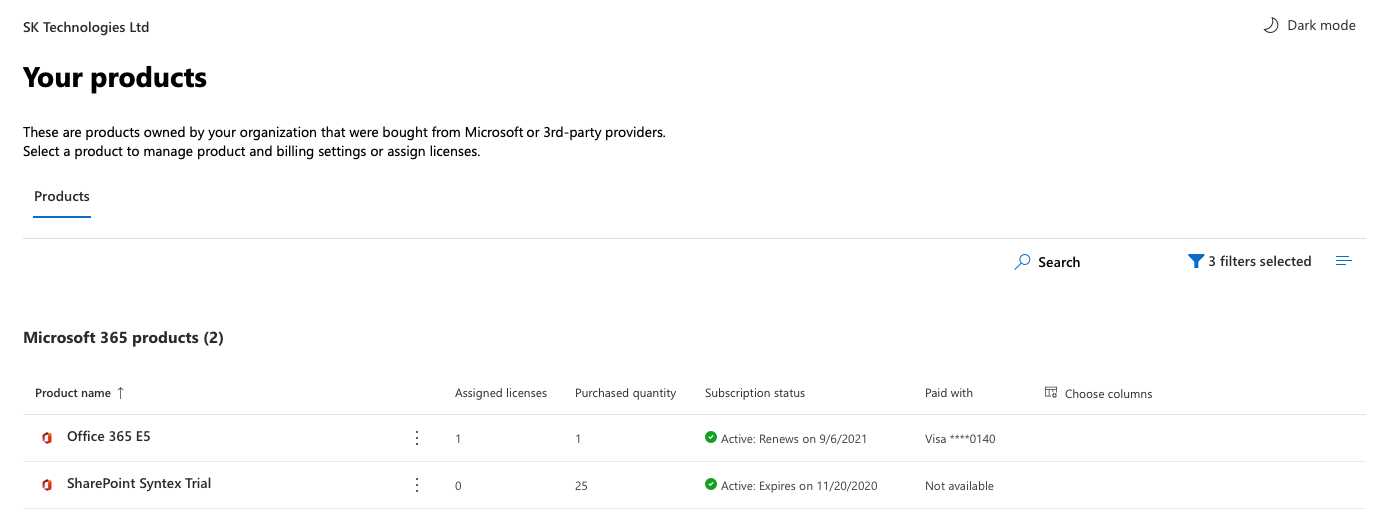 SK Technologies Ltd
Dark mode
Your products
These are products owned by your organization that were bought from Microsoft or 3rd-party providers.
Select a product to manage product and billing settings or assign licenses.
Products
Search
3 filters selected
Microsoft 365 products (2)
Product name ↑ Assigned licenses Purchased quantity Subscription status Paid with Choose columns
Office 365 E5 1 1 Active: Renews on 9/6/2021 Visa ****0140
SharePoint Syntex Trial 0 25 Active: Expires on 11/20/2020 Not available